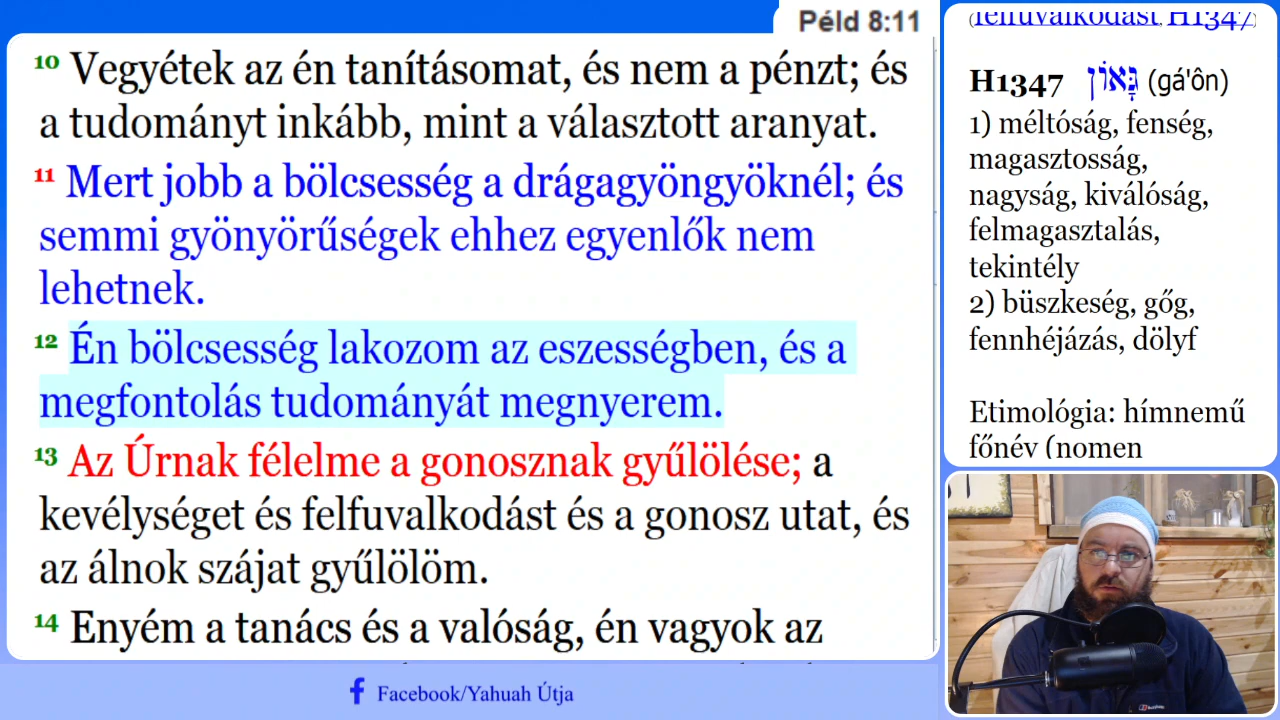 Péld 8:11
10 Vegyétek az én tanításomat, és nem a pénzt; és
a tudományt inkább, mint a választott aranyat.
11 Mert jobb a bölcsesség a drágagyöngyöknél; és
semmi gyönyörűségek ehhez egyenlők nem
lehetnek.
12 Én bölcsesség lakozom az eszességben, és a
megfontolás tudományát megnyerem.
13 Az Úrnak félelme a gonosznak gyűlölése; a
kevélységet és felfuvalkodást és a gonosz utat, és
az álnok szájat gyűlölöm.
14 Enyém a tanács és a valóság, én vagyok az
Facebook/Yahuah Útja
(felfuvalkodást, H1347)
H1347 גָּאוֹן (gá'ôn)
1) méltóság, fenség,
magasztosság,
nagyság, kiválóság,
felmagasztalás,
tekintély
2) büszkeség, gőg,
fennhéjázás, dölyf
Etimológia: hímnemű
főnév (nomen